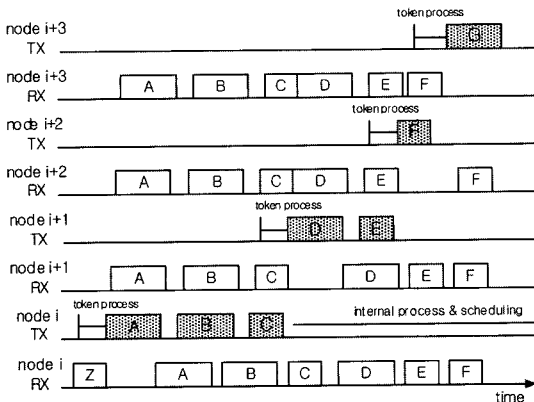 token process
node i+3
TX
G
node i+3
RX
A B C D E F
token process
node i+2
TX
F
node i+2
RX
A B C D E F
token process
node i+1
TX
D E
node i+1
RX
A B C D E F
token process
internal process & scheduling
node i
TX
A B C
node i
RX
Z A B C D E F
time